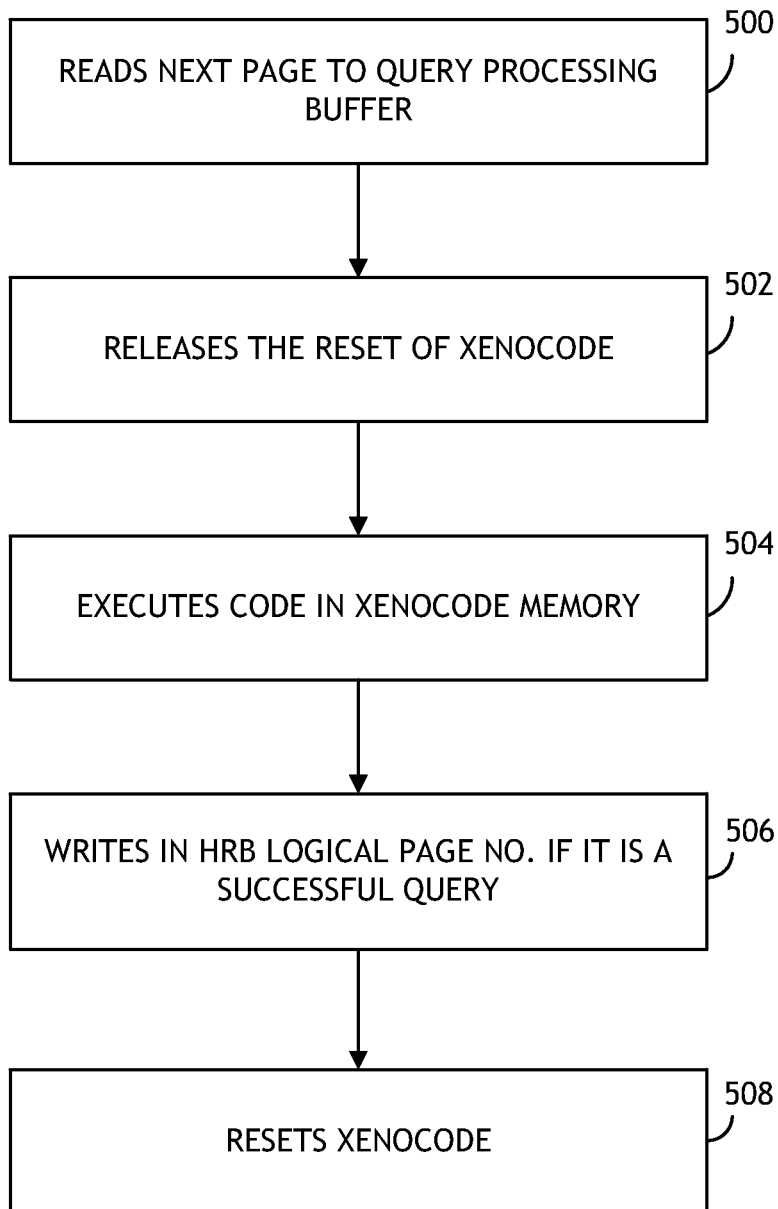 500
READS NEXT PAGE TO QUERY PROCESSING
BUFFER
502
RELEASES THE RESET OF XENOCODE
504
EXECUTES CODE IN XENOCODE MEMORY
506
WRITES IN HRB LOGICAL PAGE NO. IF IT IS A
SUCCESSFUL QUERY
508
RESETS XENOCODE